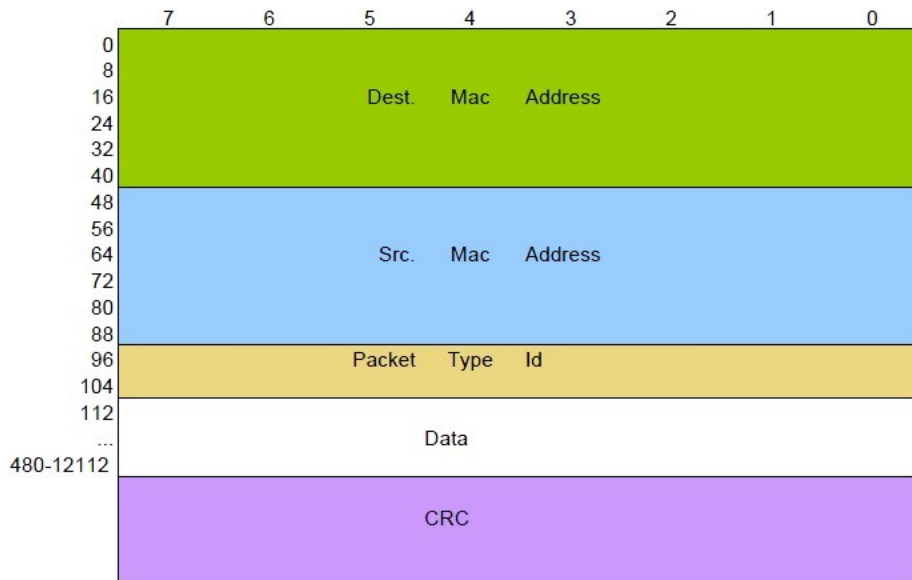 7 6 5 4 3 2 1 0
0
8
16 Dest. Mac Address
24
32
40
48
56
64 Src. Mac Address
72
80
88
96 Packet Type Id
104
112
... Data
480-12112
CRC